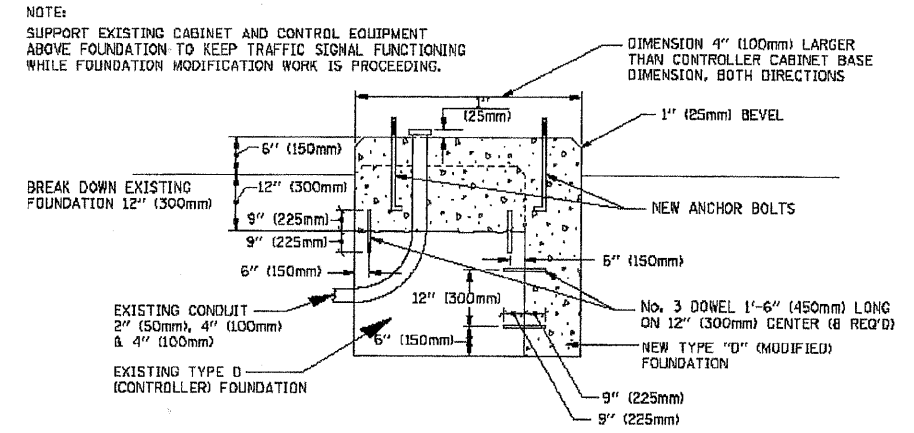 NOTE:
SUPPORT EXISTING CABINET AND CONTROL EQUIPMENT
ABOVE FOUNDATION TO KEEP TRAFFIC SIGNAL FUNCTIONING
WHILE FOUNDATION MODIFICATION WORK IS PROCEEDING.
DIMENSION 4" (100mm) LARGER
THAN CONTROLLER CABINET BASE
DIMENSION, BOTH DIRECTIONS
1"
(25mm)
1" (25mm) BEVEL
6" (150mm)
BREAK DOWN EXISTING
FOUNDATION 12" (300mm)
12" (300mm)
9" (225mm)
9" (225mm)
6" (150mm)
NEW ANCHOR BOLTS
6" (150mm)
12" (300mm)
6" (150mm)
EXISTING CONDUIT
2" (50mm), 4" (100mm)
& 4" (100mm)
No. 3 DOWEL 1'-6" (450mm) LONG
ON 12" (300mm) CENTER (8 REQ'D)
NEW TYPE "D" (MODIFIED)
FOUNDATION
EXISTING TYPE D
(CONTROLLER) FOUNDATION
9" (225mm)
9" (225mm)